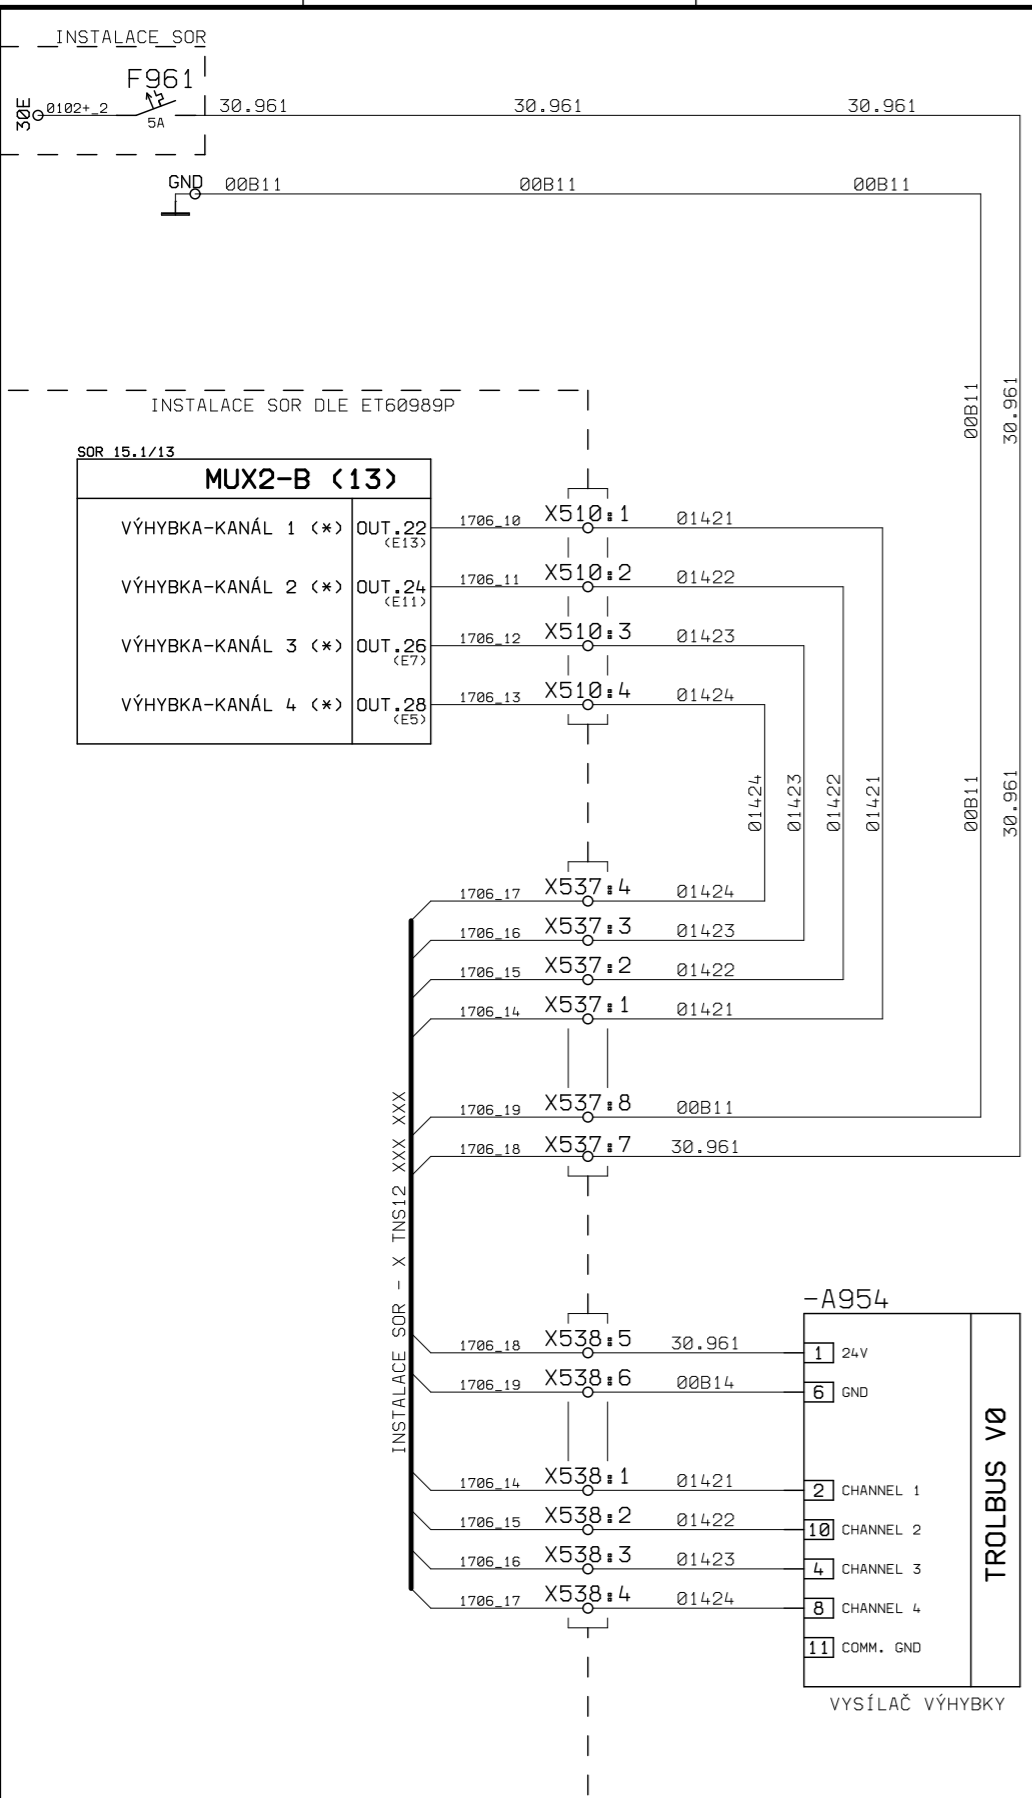 INSTALACE SOR
F961
30E
0102+_2
5A
30.961 30.961 30.961
GND
00B11 00B11 00B11
00B11
30.961
INSTALACE SOR DLE ET60989P
SOR 15.1/13
MUX2-B (13)
VÝHYBKA-KANÁL 1 (*) OUT.22
(E13)
1706_10 X510:1 01421
VÝHYBKA-KANÁL 2 (*) OUT.24
(E11)
1706_11 X510:2 01422
VÝHYBKA-KANÁL 3 (*) OUT.26
(E7)
1706_12 X510:3 01423
VÝHYBKA-KANÁL 4 (*) OUT.28
(E5)
1706_13 X510:4 01424
01424
01423
01422
01421
00B11
30.961
1706_17 X537:4 01424
1706_16 X537:3 01423
1706_15 X537:2 01422
1706_14 X537:1 01421
1706_19 X537:8 00B11
1706_18 X537:7 30.961
INSTALACE SOR - X TNS12 XXX XXX
-A954
1706_18 X538:5 30.961 1 24V
1706_19 X538:6 00B14 6 GND
1706_14 X538:1 01421 2 CHANNEL 1
1706_15 X538:2 01422 10 CHANNEL 2
1706_16 X538:3 01423 4 CHANNEL 3
1706_17 X538:4 01424 8 CHANNEL 4
11 COMM. GND
TROLBUS V0
VYSÍLAČ VÝHYBKY